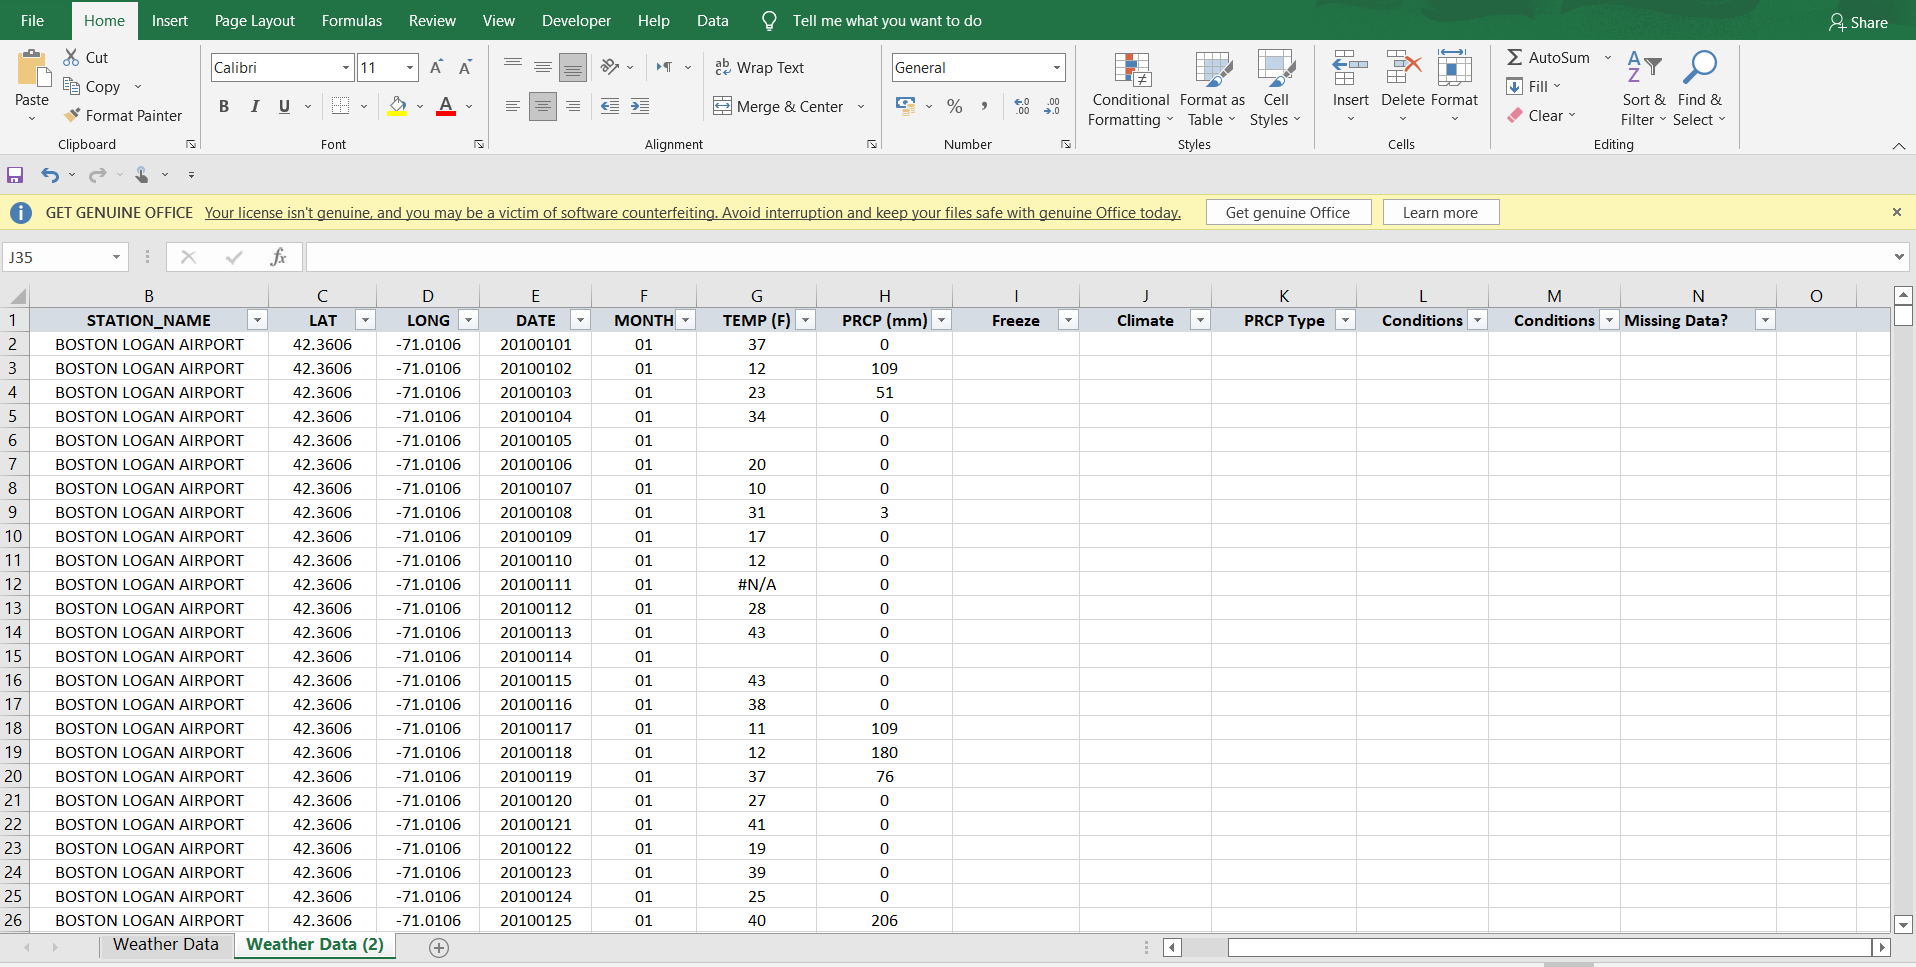 File Home Insert Page Layout Formulas Review View Developer Help Data Tell me what you want to do Share
Cut
Copy
Format Painter
Paste
Clipboard
Calibri 11
B I U A
Font
Wrap Text
Merge & Center
Alignment
General
% ,
Number
Conditional Formatting
Format as Table
Cell Styles
Styles
Insert Delete Format
Cells
AutoSum
Fill
Clear
Sort & Filter
Find & Select
Editing
GET GENUINE OFFICE Your license isn't genuine, and you may be a victim of software counterfeiting. Avoid interruption and keep your files safe with genuine Office today. Get genuine Office Learn more
J35 fx
B C D E F G H I J K L M N O
1 STATION_NAME LAT LONG DATE MONTH TEMP (F) PRCP (mm) Freeze Climate PRCP Type Conditions Conditions Missing Data?
2 BOSTON LOGAN AIRPORT 42.3606 -71.0106 20100101 01 37 0
3 BOSTON LOGAN AIRPORT 42.3606 -71.0106 20100102 01 12 109
4 BOSTON LOGAN AIRPORT 42.3606 -71.0106 20100103 01 23 51
5 BOSTON LOGAN AIRPORT 42.3606 -71.0106 20100104 01 34 0
6 BOSTON LOGAN AIRPORT 42.3606 -71.0106 20100105 01 0
7 BOSTON LOGAN AIRPORT 42.3606 -71.0106 20100106 01 20 0
8 BOSTON LOGAN AIRPORT 42.3606 -71.0106 20100107 01 10 0
9 BOSTON LOGAN AIRPORT 42.3606 -71.0106 20100108 01 31 3
10 BOSTON LOGAN AIRPORT 42.3606 -71.0106 20100109 01 17 0
11 BOSTON LOGAN AIRPORT 42.3606 -71.0106 20100110 01 12 0
12 BOSTON LOGAN AIRPORT 42.3606 -71.0106 20100111 01 #N/A 0
13 BOSTON LOGAN AIRPORT 42.3606 -71.0106 20100112 01 28 0
14 BOSTON LOGAN AIRPORT 42.3606 -71.0106 20100113 01 43 0
15 BOSTON LOGAN AIRPORT 42.3606 -71.0106 20100114 01 0
16 BOSTON LOGAN AIRPORT 42.3606 -71.0106 20100115 01 43 0
17 BOSTON LOGAN AIRPORT 42.3606 -71.0106 20100116 01 38 0
18 BOSTON LOGAN AIRPORT 42.3606 -71.0106 20100117 01 11 109
19 BOSTON LOGAN AIRPORT 42.3606 -71.0106 20100118 01 12 180
20 BOSTON LOGAN AIRPORT 42.3606 -71.0106 20100119 01 37 76
21 BOSTON LOGAN AIRPORT 42.3606 -71.0106 20100120 01 27 0
22 BOSTON LOGAN AIRPORT 42.3606 -71.0106 20100121 01 41 0
23 BOSTON LOGAN AIRPORT 42.3606 -71.0106 20100122 01 19 0
24 BOSTON LOGAN AIRPORT 42.3606 -71.0106 20100123 01 39 0
25 BOSTON LOGAN AIRPORT 42.3606 -71.0106 20100124 01 25 0
26 BOSTON LOGAN AIRPORT 42.3606 -71.0106 20100125 01 40 206
Weather Data Weather Data (2)